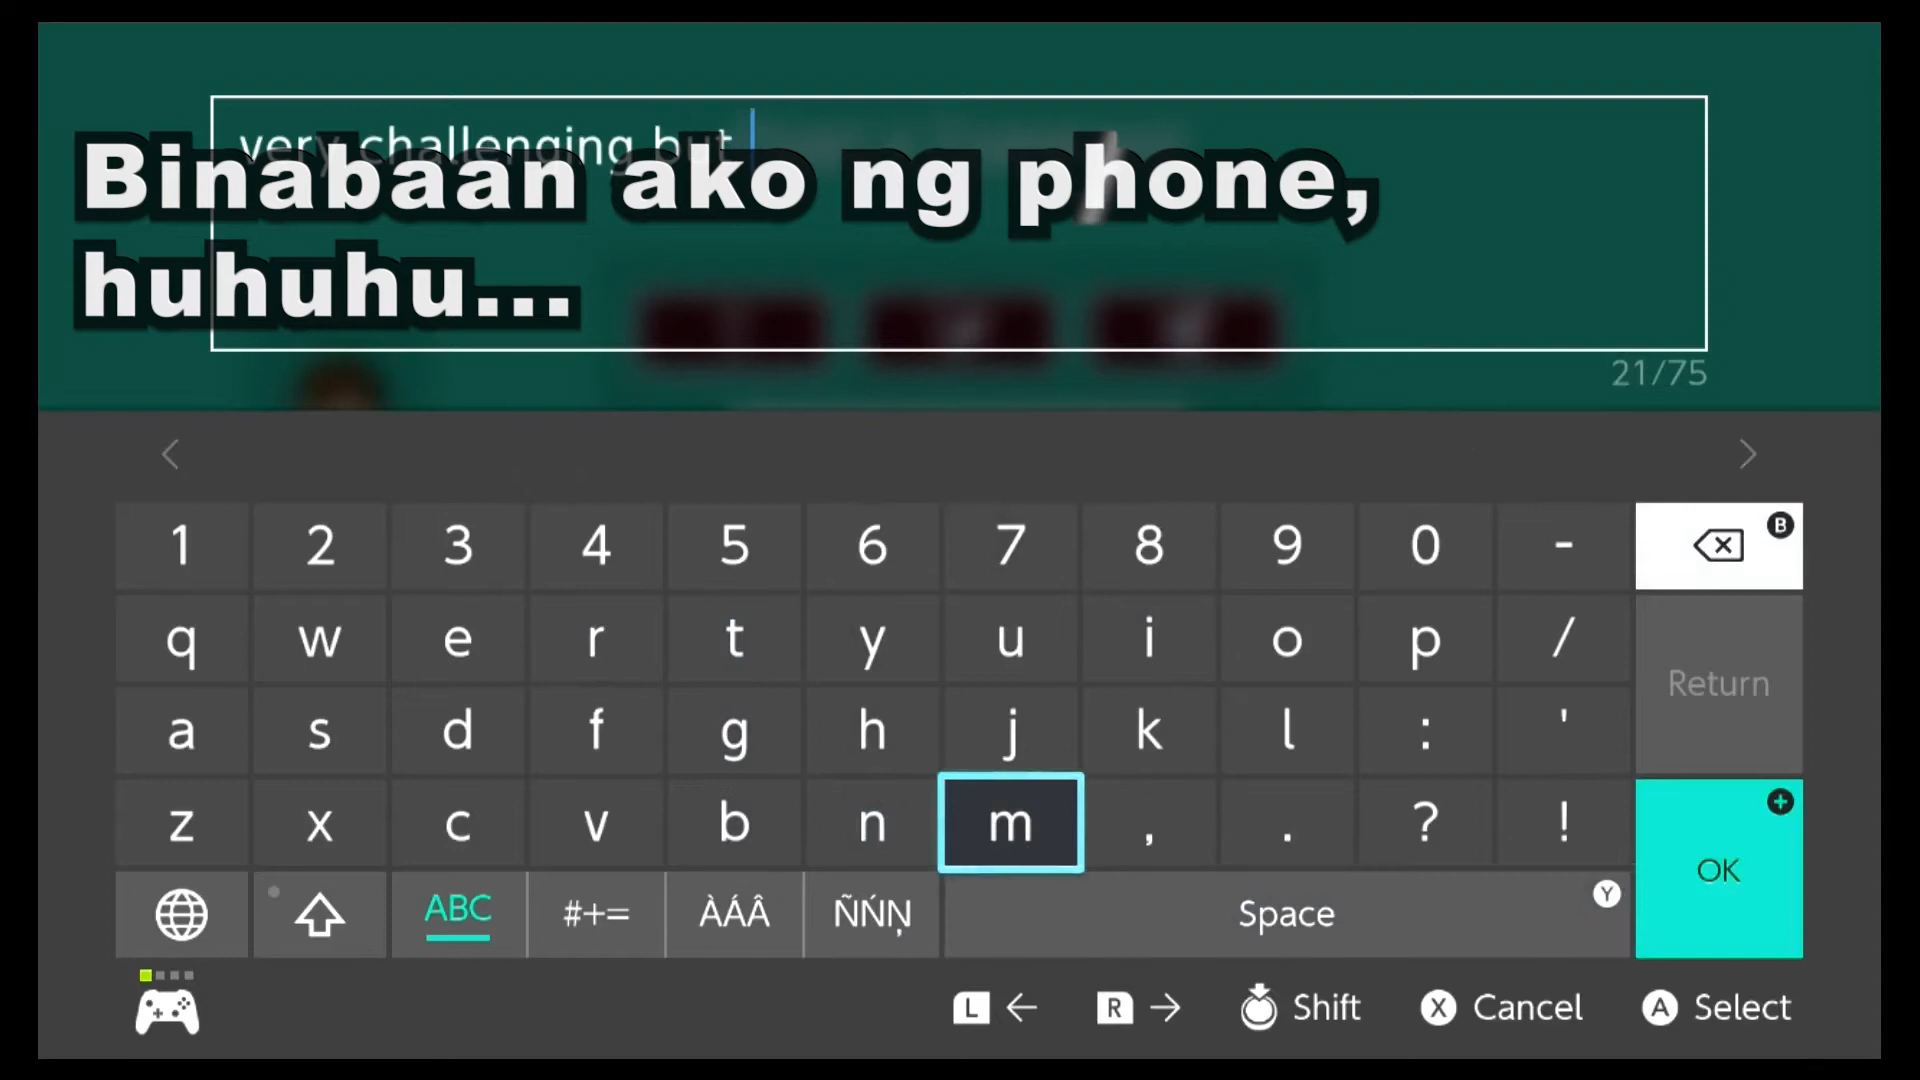 very challenging but
Binabaan ako ng phone,
huhuhu...
21/75
1 2 3 4 5 6 7 8 9 0 - B
q w e r t y u i o p /
Return
a s d f g h j k l : '
z x c v b n m , . ? ! +
OK
ABC #+= ÀÁÂ ÑŃŅ Space Y
L ← R → Shift X Cancel A Select